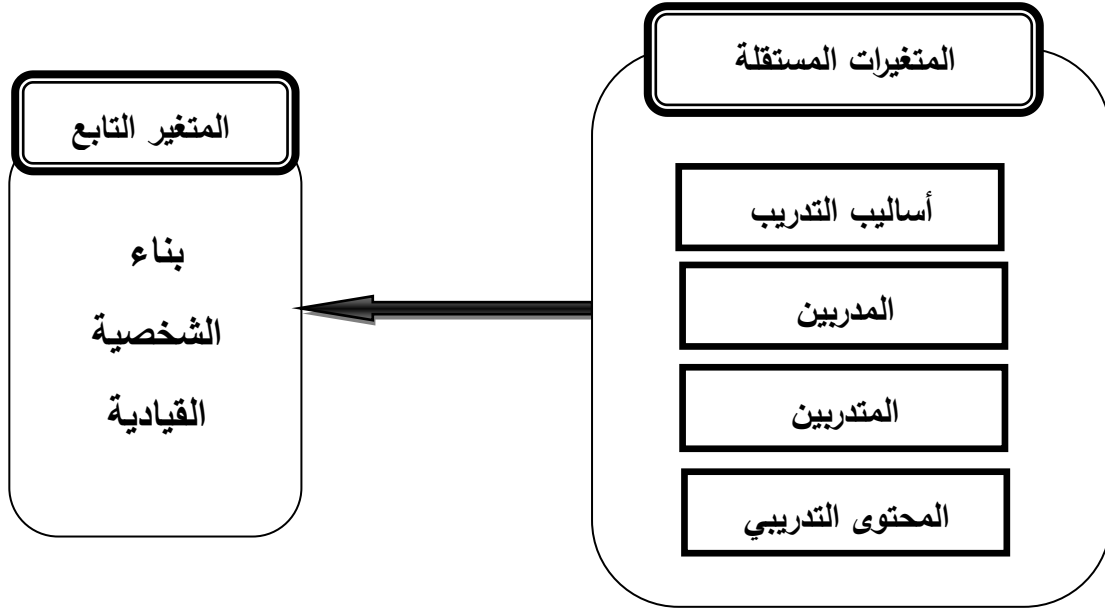 المتغيرات المستقلة
أساليب التدريب
المدربين
المتدربين
المحتوى التدريبي
المتغير التابع
بناء
الشخصية
القيادية